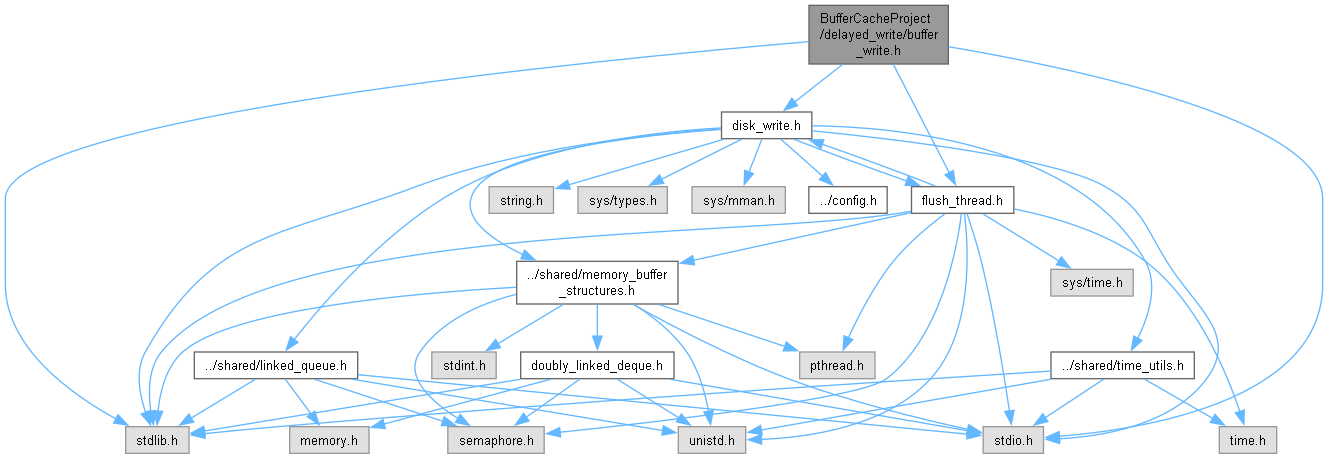 BufferCacheProject
/delayed_write/buffer
_write.h
disk_write.h
string.h
sys/types.h
sys/mman.h
../config.h
flush_thread.h
../shared/memory_buffer
_structures.h
sys/time.h
../shared/linked_queue.h
stdint.h
doubly_linked_deque.h
pthread.h
../shared/time_utils.h
stdlib.h
memory.h
semaphore.h
unistd.h
stdio.h
time.h